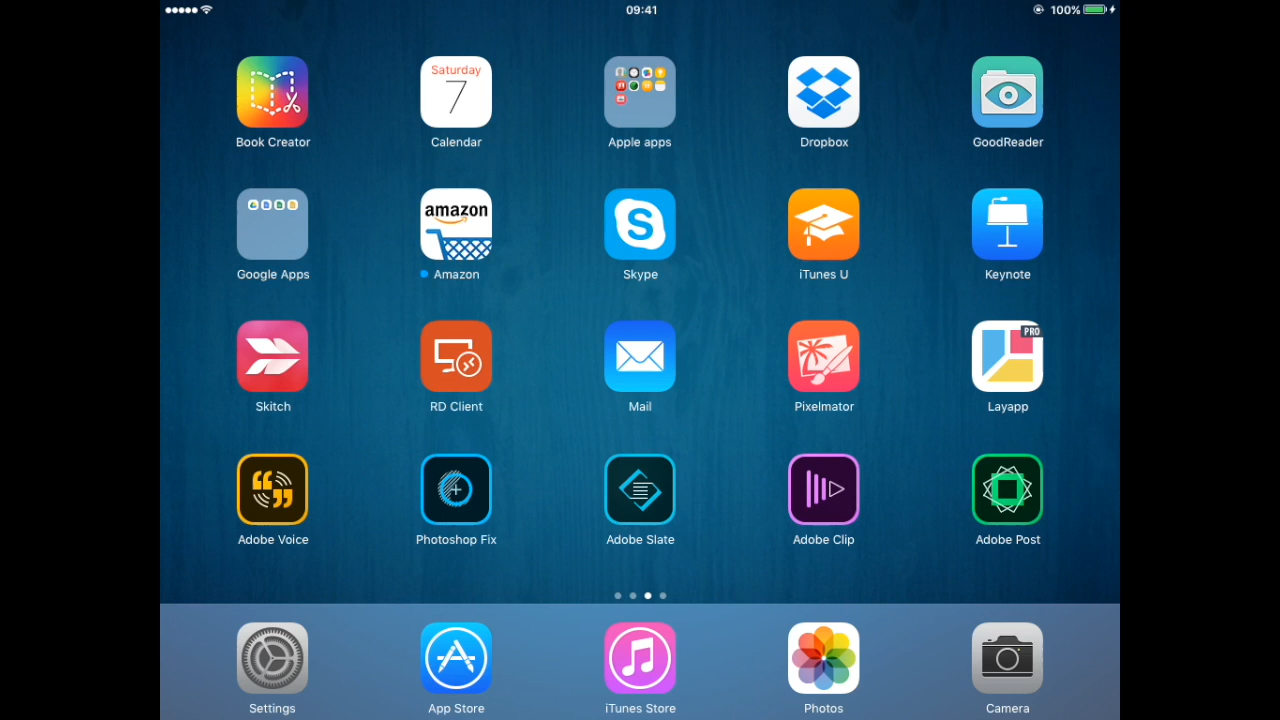 09:41
100%
Saturday
7
Book Creator
Calendar
Apple apps
Dropbox
GoodReader
amazon
S
Google Apps
Amazon
Skype
iTunes U
Keynote
PRO
Skitch
RD Client
Mail
Pixelmator
Layapp
Adobe Voice
Photoshop Fix
Adobe Slate
Adobe Clip
Adobe Post
Settings
App Store
iTunes Store
Photos
Camera